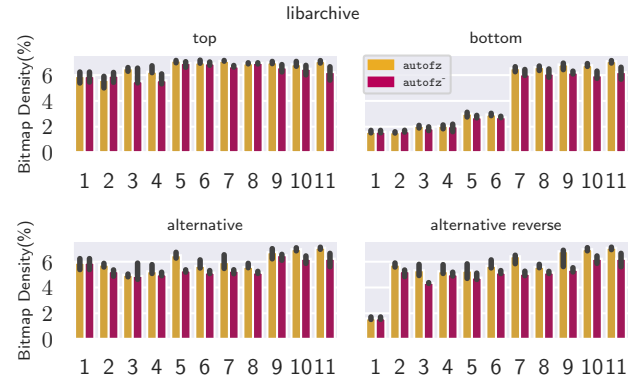 libarchive
top
bottom
Bitmap Density(%)
6
4
2
0
autofz
autofz⁻
1 2 3 4 5 6 7 8 9 10 11
1 2 3 4 5 6 7 8 9 10 11
alternative
alternative reverse
Bitmap Density(%)
6
4
2
0
1 2 3 4 5 6 7 8 9 10 11
1 2 3 4 5 6 7 8 9 10 11